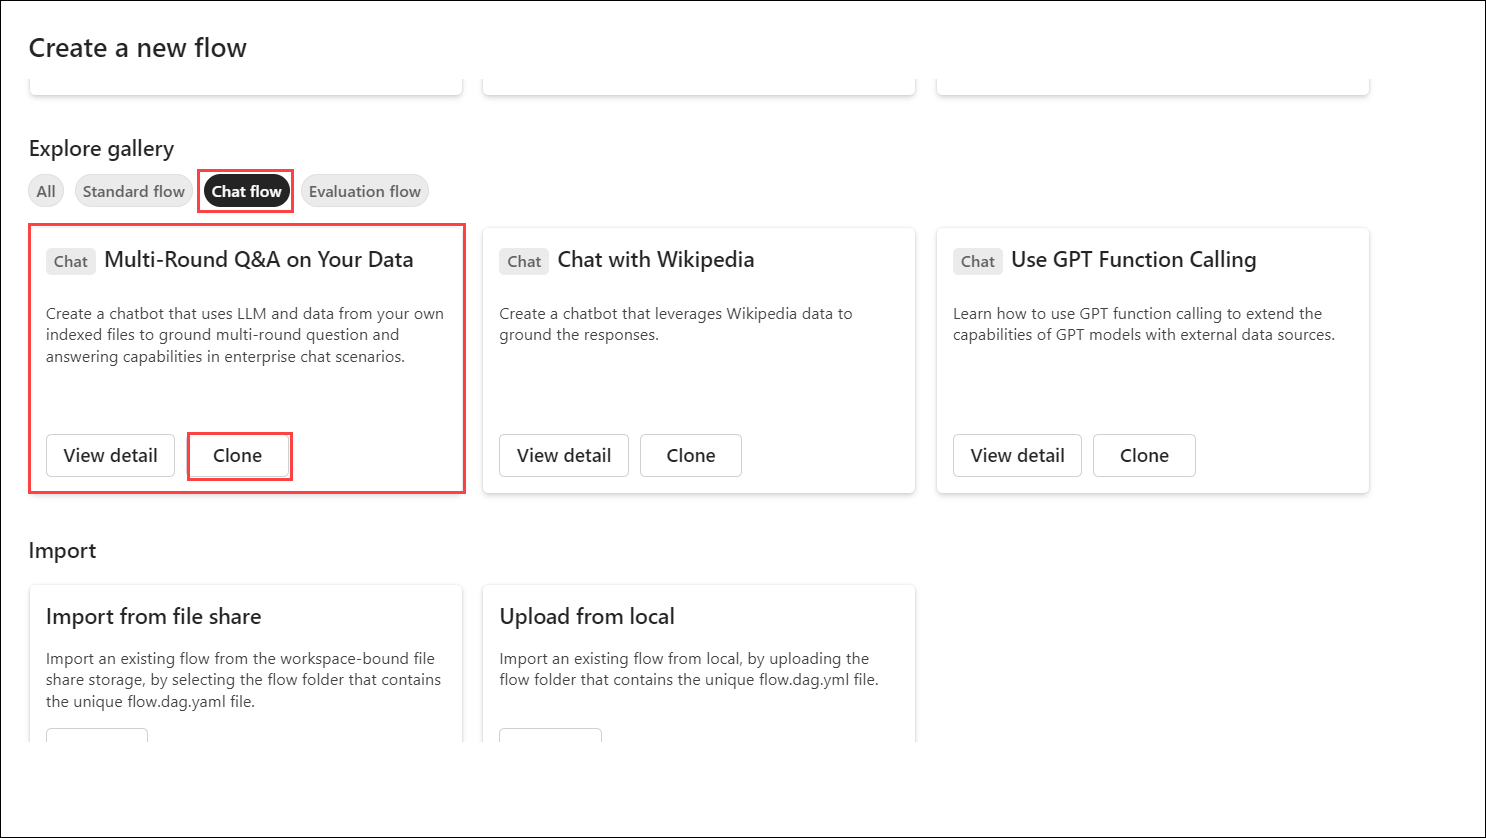 Create a new flow
Explore gallery
All
Standard flow
Chat flow
Evaluation flow
Chat
Multi-Round Q&A on Your Data
Create a chatbot that uses LLM and data from your own
indexed files to ground multi-round question and
answering capabilities in enterprise chat scenarios.
View detail
Clone
Chat
Chat with Wikipedia
Create a chatbot that leverages Wikipedia data to
ground the responses.
View detail
Clone
Chat
Use GPT Function Calling
Learn how to use GPT function calling to extend the
capabilities of GPT models with external data sources.
View detail
Clone
Import
Import from file share
Import an existing flow from the workspace-bound file
share storage, by selecting the flow folder that contains
the unique flow.dag.yaml file.
Upload from local
Import an existing flow from local, by uploading the
flow folder that contains the unique flow.dag.yml file.